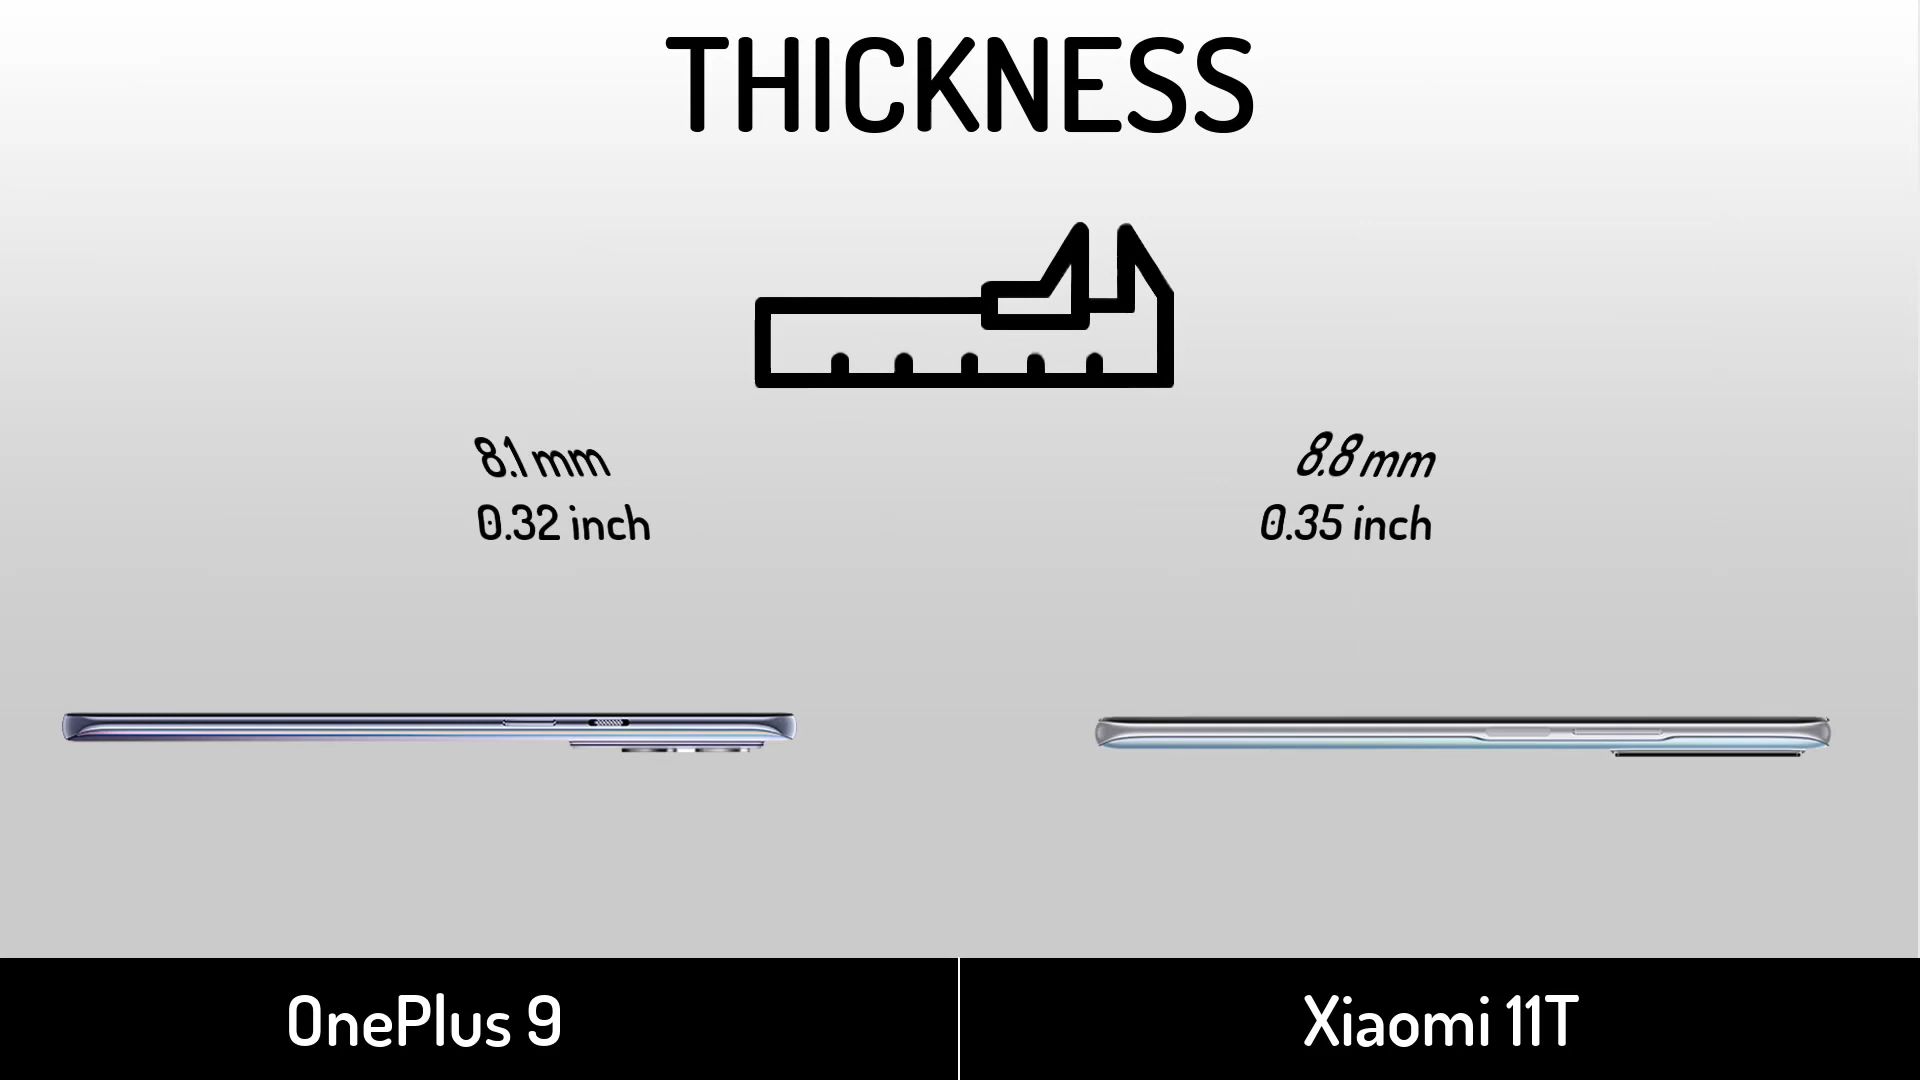 THICKNESS
8.1 mm
0.32 inch
8.8 mm
0.35 inch
OnePlus 9
Xiaomi 11T